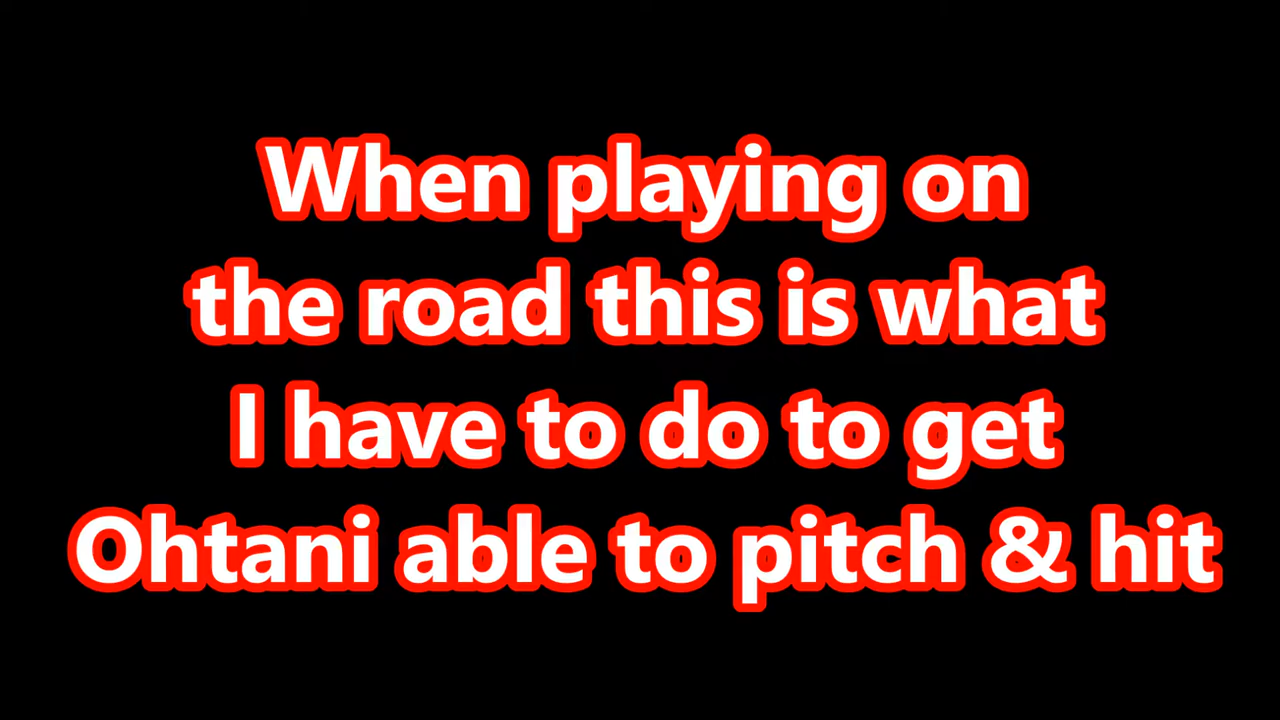 When playing on
the road this is what
I have to do to get
Ohtani able to pitch & hit